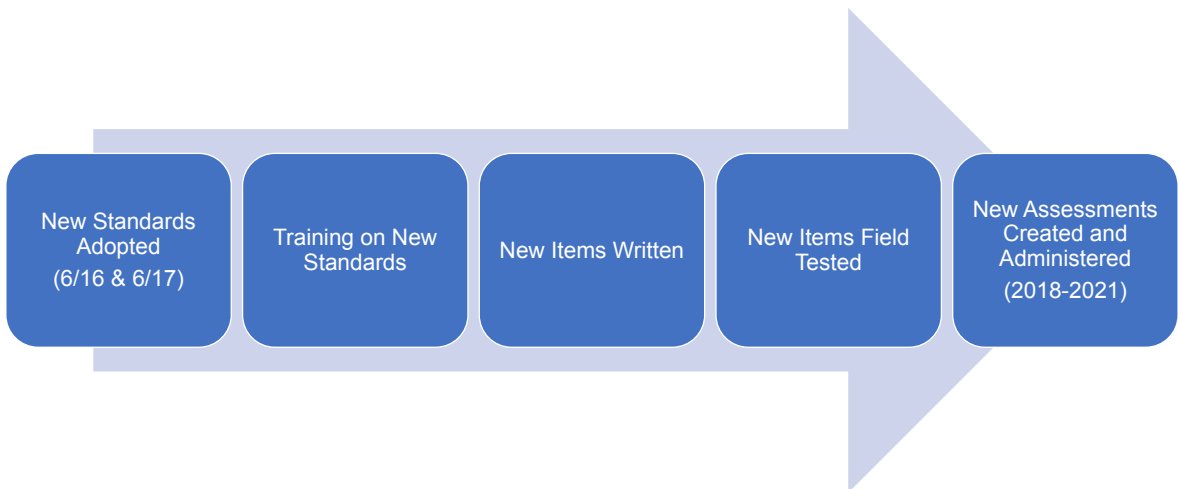 New Standards
Adopted
(6/16 & 6/17)
Training on New
Standards
New Items Written
New Items Field
Tested
New Assessments
Created and
Administered
(2018-2021)